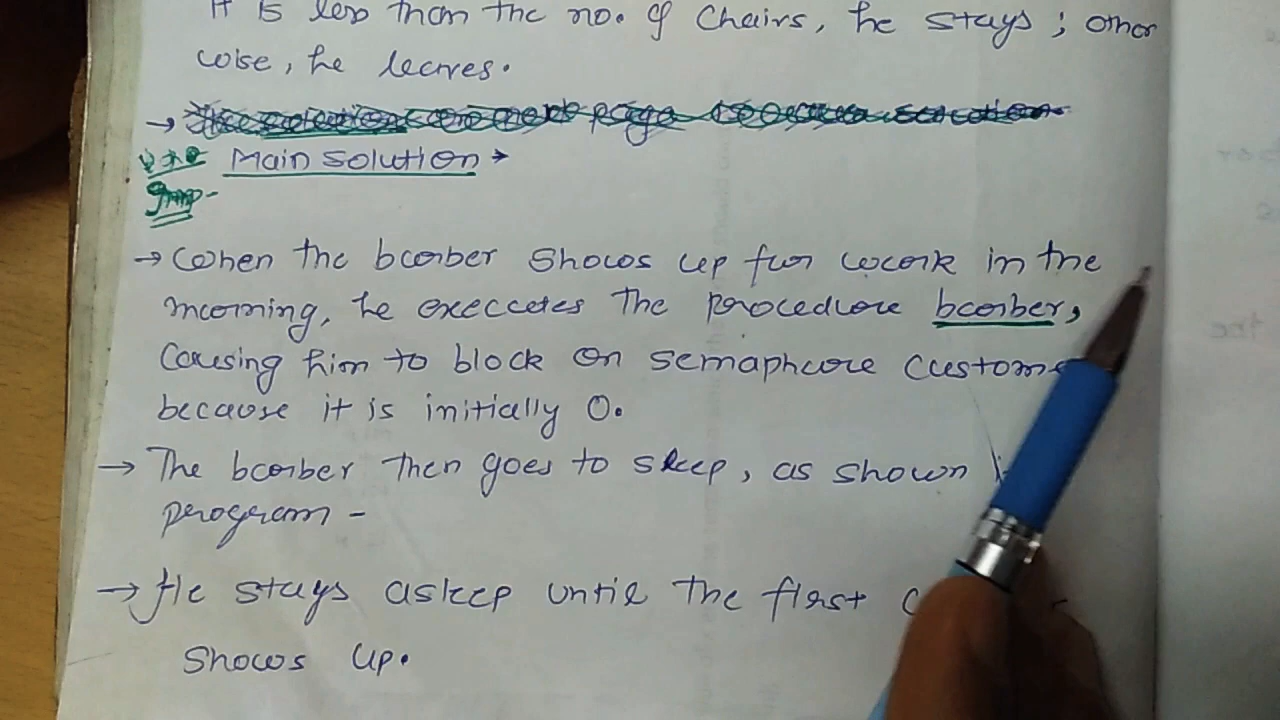 It is less than the no. of chairs, he stays ; other
wise, he leaves.
→
Main solution →
Imp-
→ When the barber shows up for work in the
morning, he executes the procedure barber,
causing him to block on semaphore custome
because it is initially 0.
→ The barber then goes to sleep, as shown
program -
→ He stays asleep until the first
shows up.